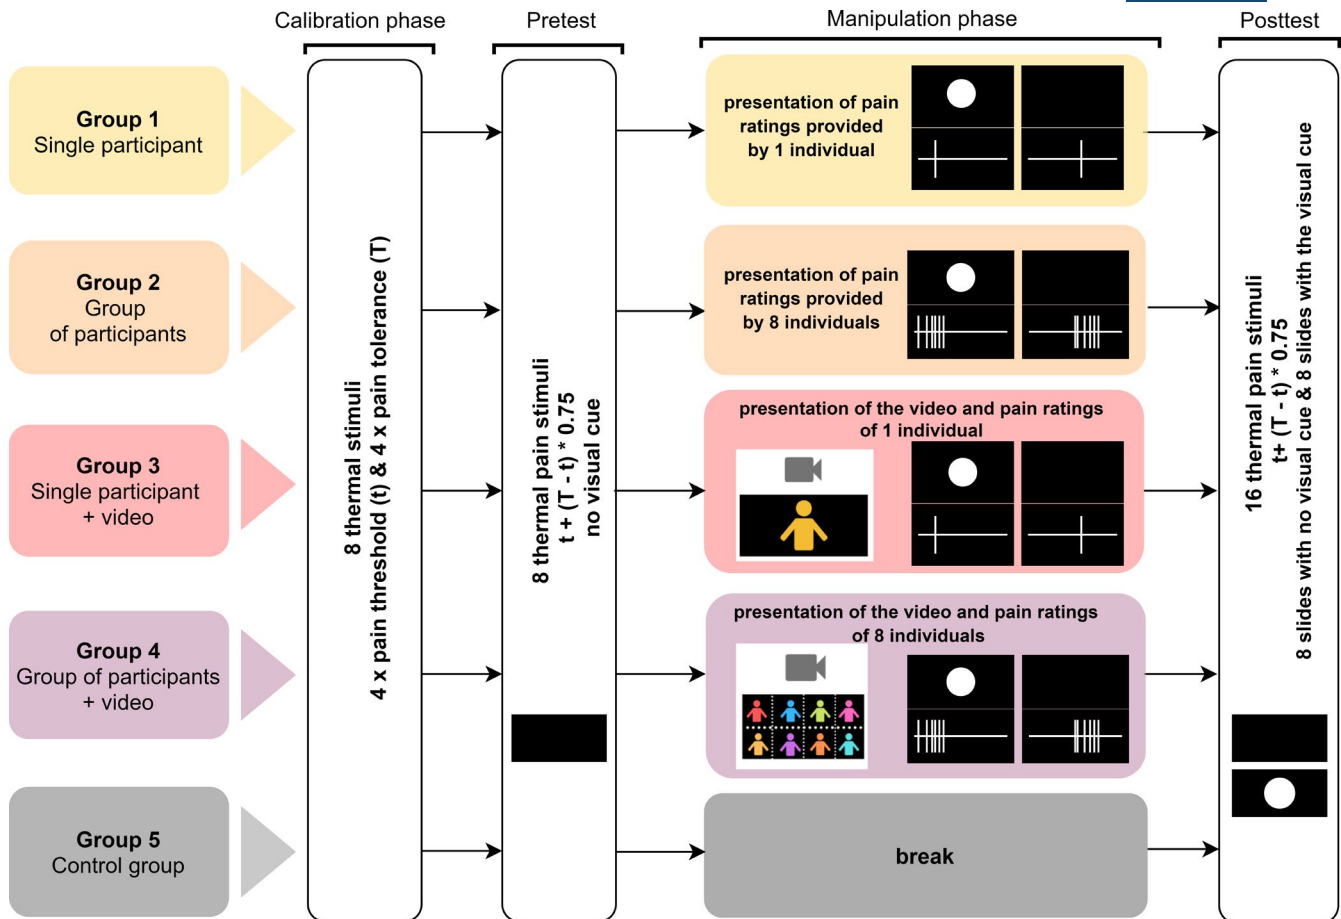 Calibration phase
Pretest
Manipulation phase
Posttest
Group 1
Single participant
Group 2
Group
of participants
Group 3
Single participant
+ video
Group 4
Group of participants
+ video
Group 5
Control group
8 thermal stimuli
4 x pain threshold (t) & 4 x pain tolerance (T)
8 thermal pain stimuli
t + (T - t) * 0.75
no visual cue
presentation of pain
ratings provided
by 1 individual
presentation of pain
ratings provided
by 8 individuals
presentation of the video and pain ratings
of 1 individual
presentation of the video and pain ratings
of 8 individuals
break
16 thermal pain stimuli
t+ (T - t) * 0.75
8 slides with no visual cue & 8 slides with the visual cue